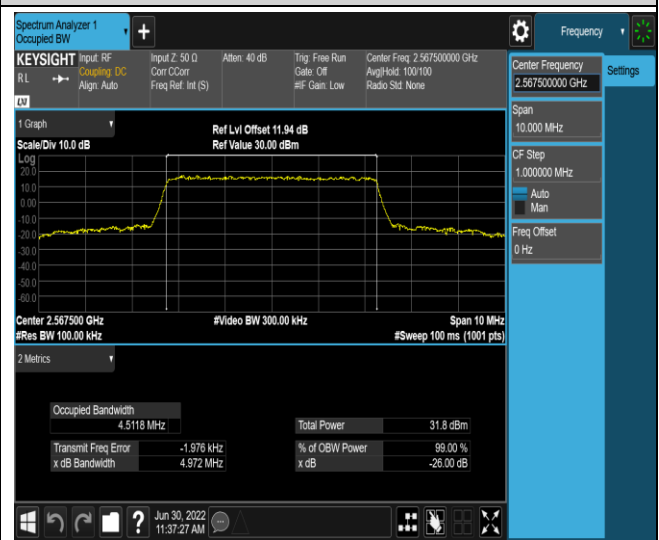 Spectrum Analyzer 1
Occupied BW
+
Frequency
KEYSIGHT
RL
LXI
Input: RF
Coupling: DC
Align: Auto
Input Z: 50 Ω
Corr CCorr
Freq Ref: Int (S)
Atten: 40 dB
Trig: Free Run
Gate: Off
#IF Gain: Low
Center Freq: 2.567500000 GHz
Avg|Hold: 100/100
Radio Std: None
Center Frequency
2.567500000 GHz
Settings
Span
10.000 MHz
CF Step
1.000000 MHz
Auto
Man
Freq Offset
0 Hz
1 Graph
Scale/Div 10.0 dB
Ref Lvl Offset 11.94 dB
Ref Value 30.00 dBm
Log
20.0
10.0
0.00
-10.0
-20.0
-30.0
-40.0
-50.0
-60.0
Center 2.567500 GHz
#Res BW 100.00 kHz
#Video BW 300.00 kHz
Span 10 MHz
#Sweep 100 ms (1001 pts)
2 Metrics
Occupied Bandwidth
4.5118 MHz
Total Power 31.8 dBm
Transmit Freq Error -1.976 kHz
% of OBW Power 99.00 %
x dB Bandwidth 4.972 MHz
x dB -26.00 dB
?
Jun 30, 2022
11:37:27 AM